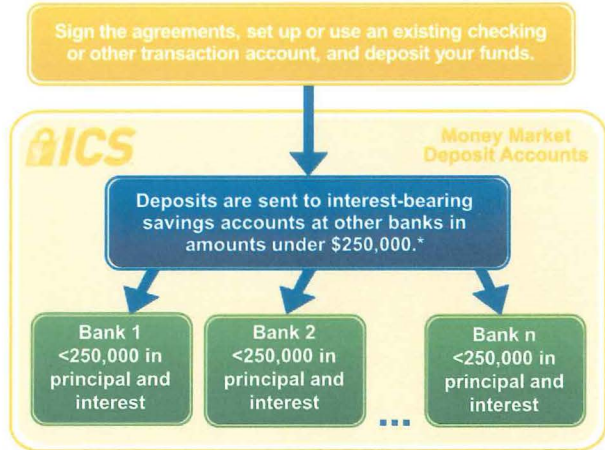 Sign the agreements, set up or use an existing checking
or other transaction account, and deposit your funds.
ICS
Money Market
Deposit Accounts
Deposits are sent to interest-bearing
savings accounts at other banks in
amounts under $250,000.*
Bank 1
<250,000 in
principal and
interest
Bank 2
<250,000 in
principal and
interest
...
Bank n
<250,000 in
principal and
interest